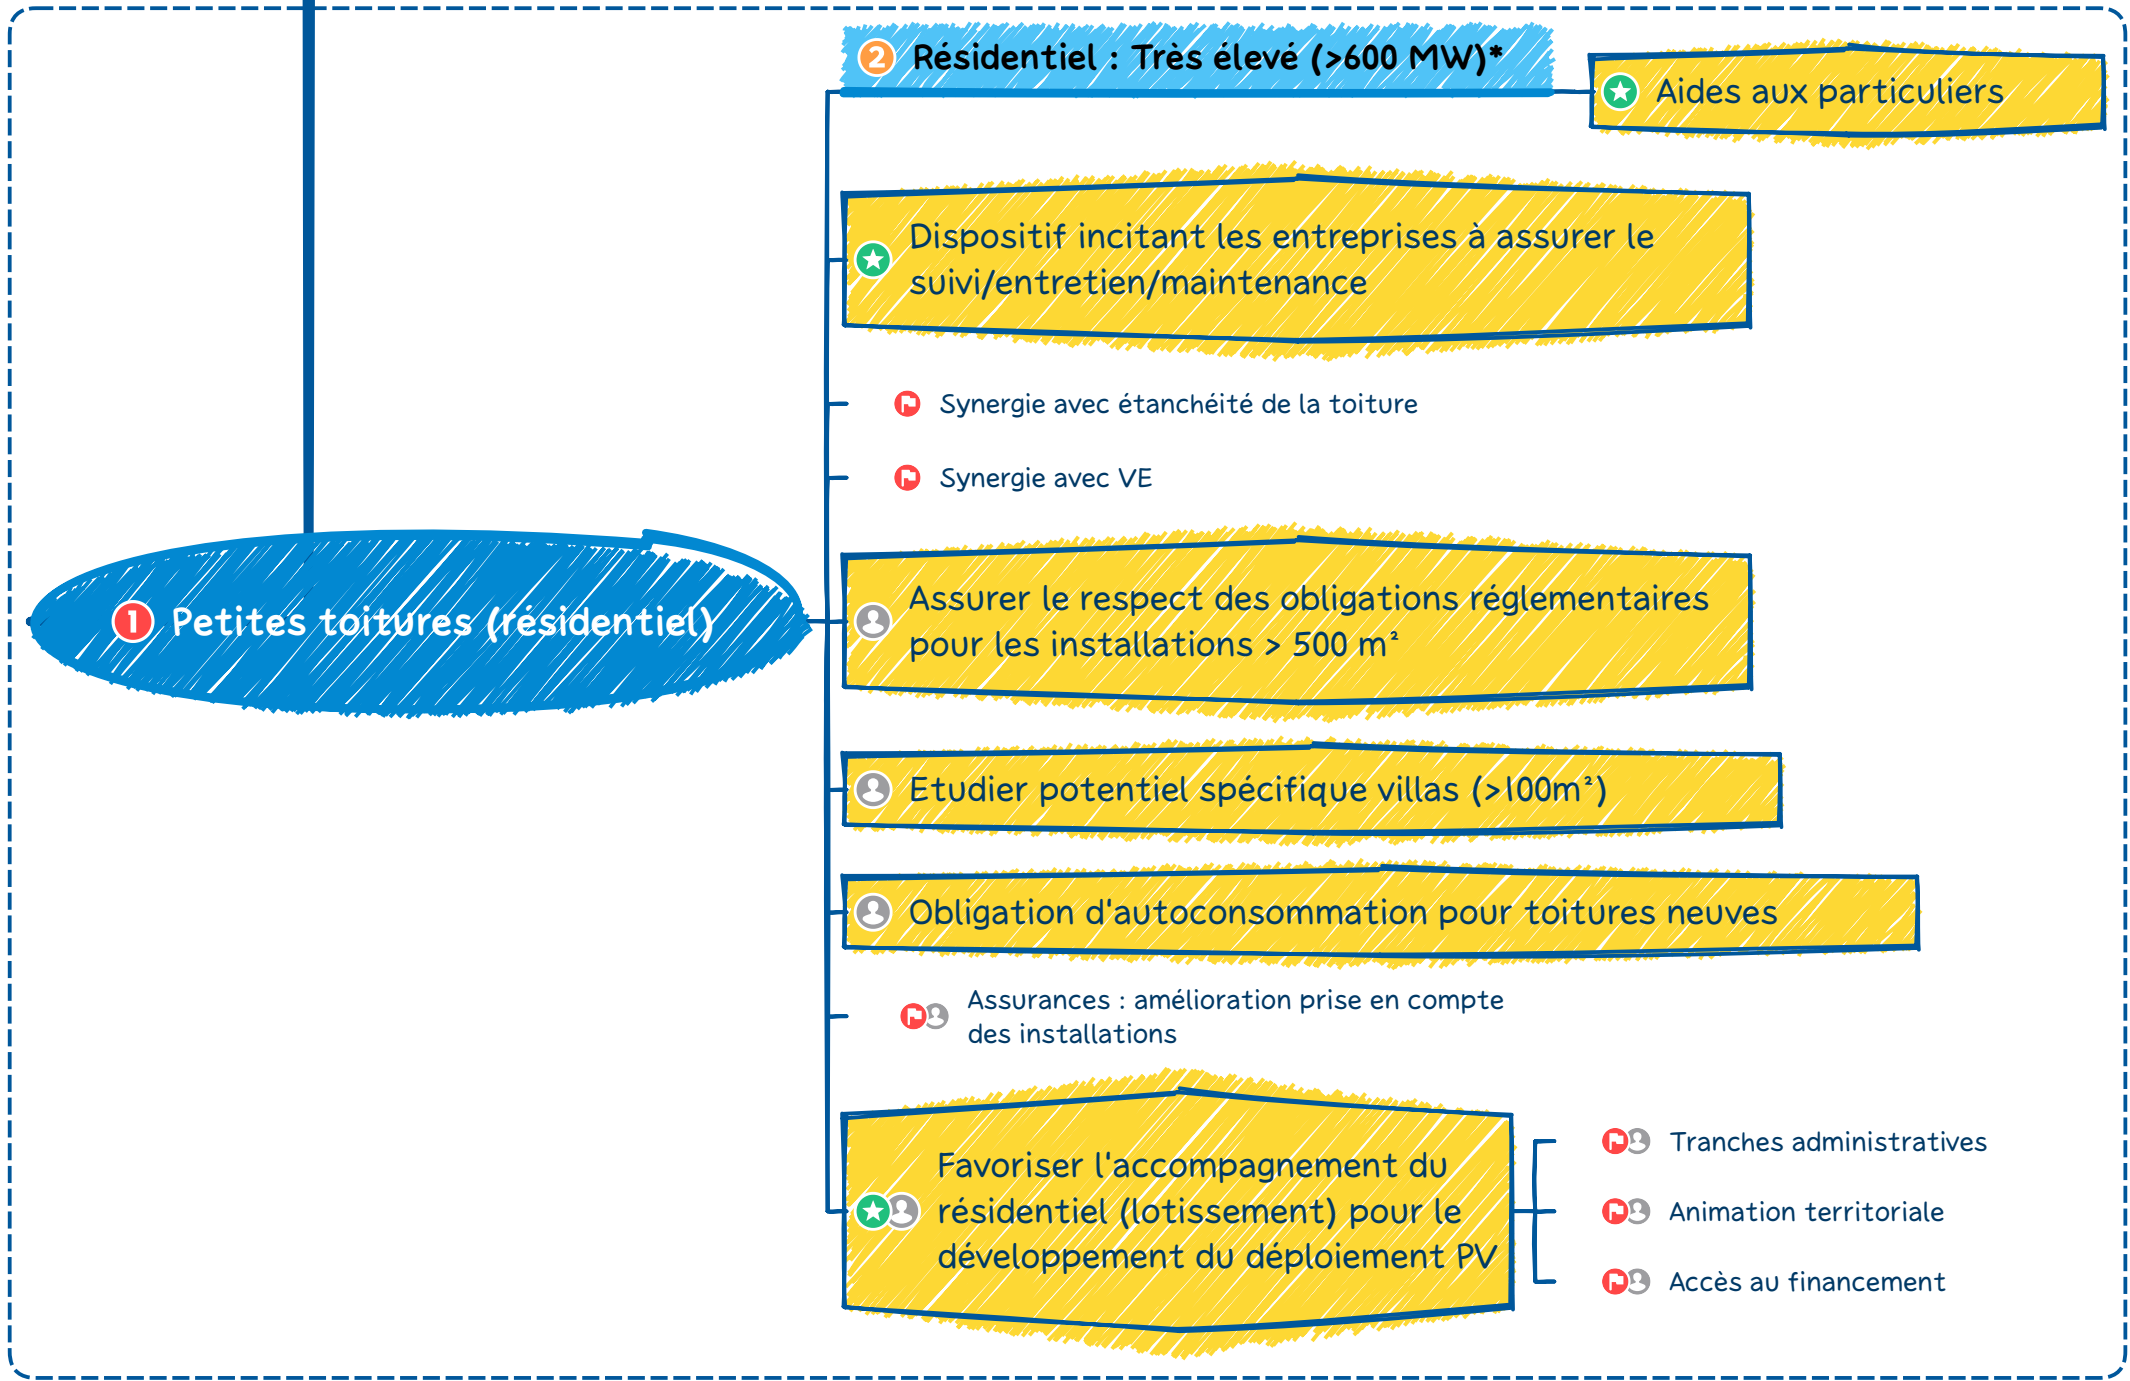 2 Résidentiel : Très élevé (>600 MW)*
Aides aux particuliers
Dispositif incitant les entreprises à assurer le
suivi/entretien/maintenance
Synergie avec étanchéité de la toiture
Synergie avec VE
1 Petites toitures (résidentiel)
Assurer le respect des obligations réglementaires
pour les installations > 500 m²
Etudier potentiel spécifique villas (>100m²)
Obligation d'autoconsommation pour toitures neuves
Assurances : amélioration prise en compte
des installations
Favoriser l'accompagnement du
résidentiel (lotissement) pour le
développement du déploiement PV
Tranches administratives
Animation territoriale
Accès au financement